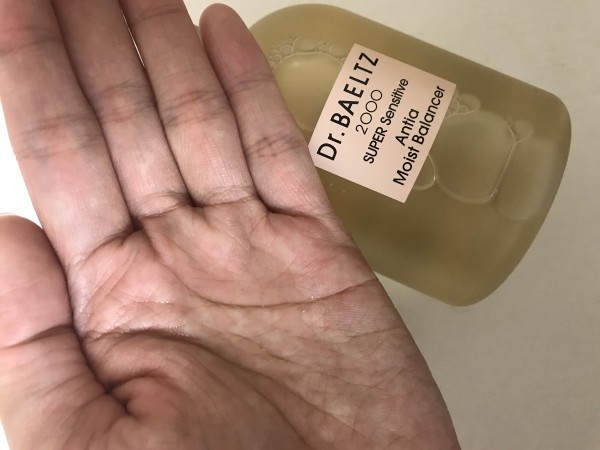 Dr.BAELTZ
2000
SUPER Sensitive
Antia
Moist Balancer